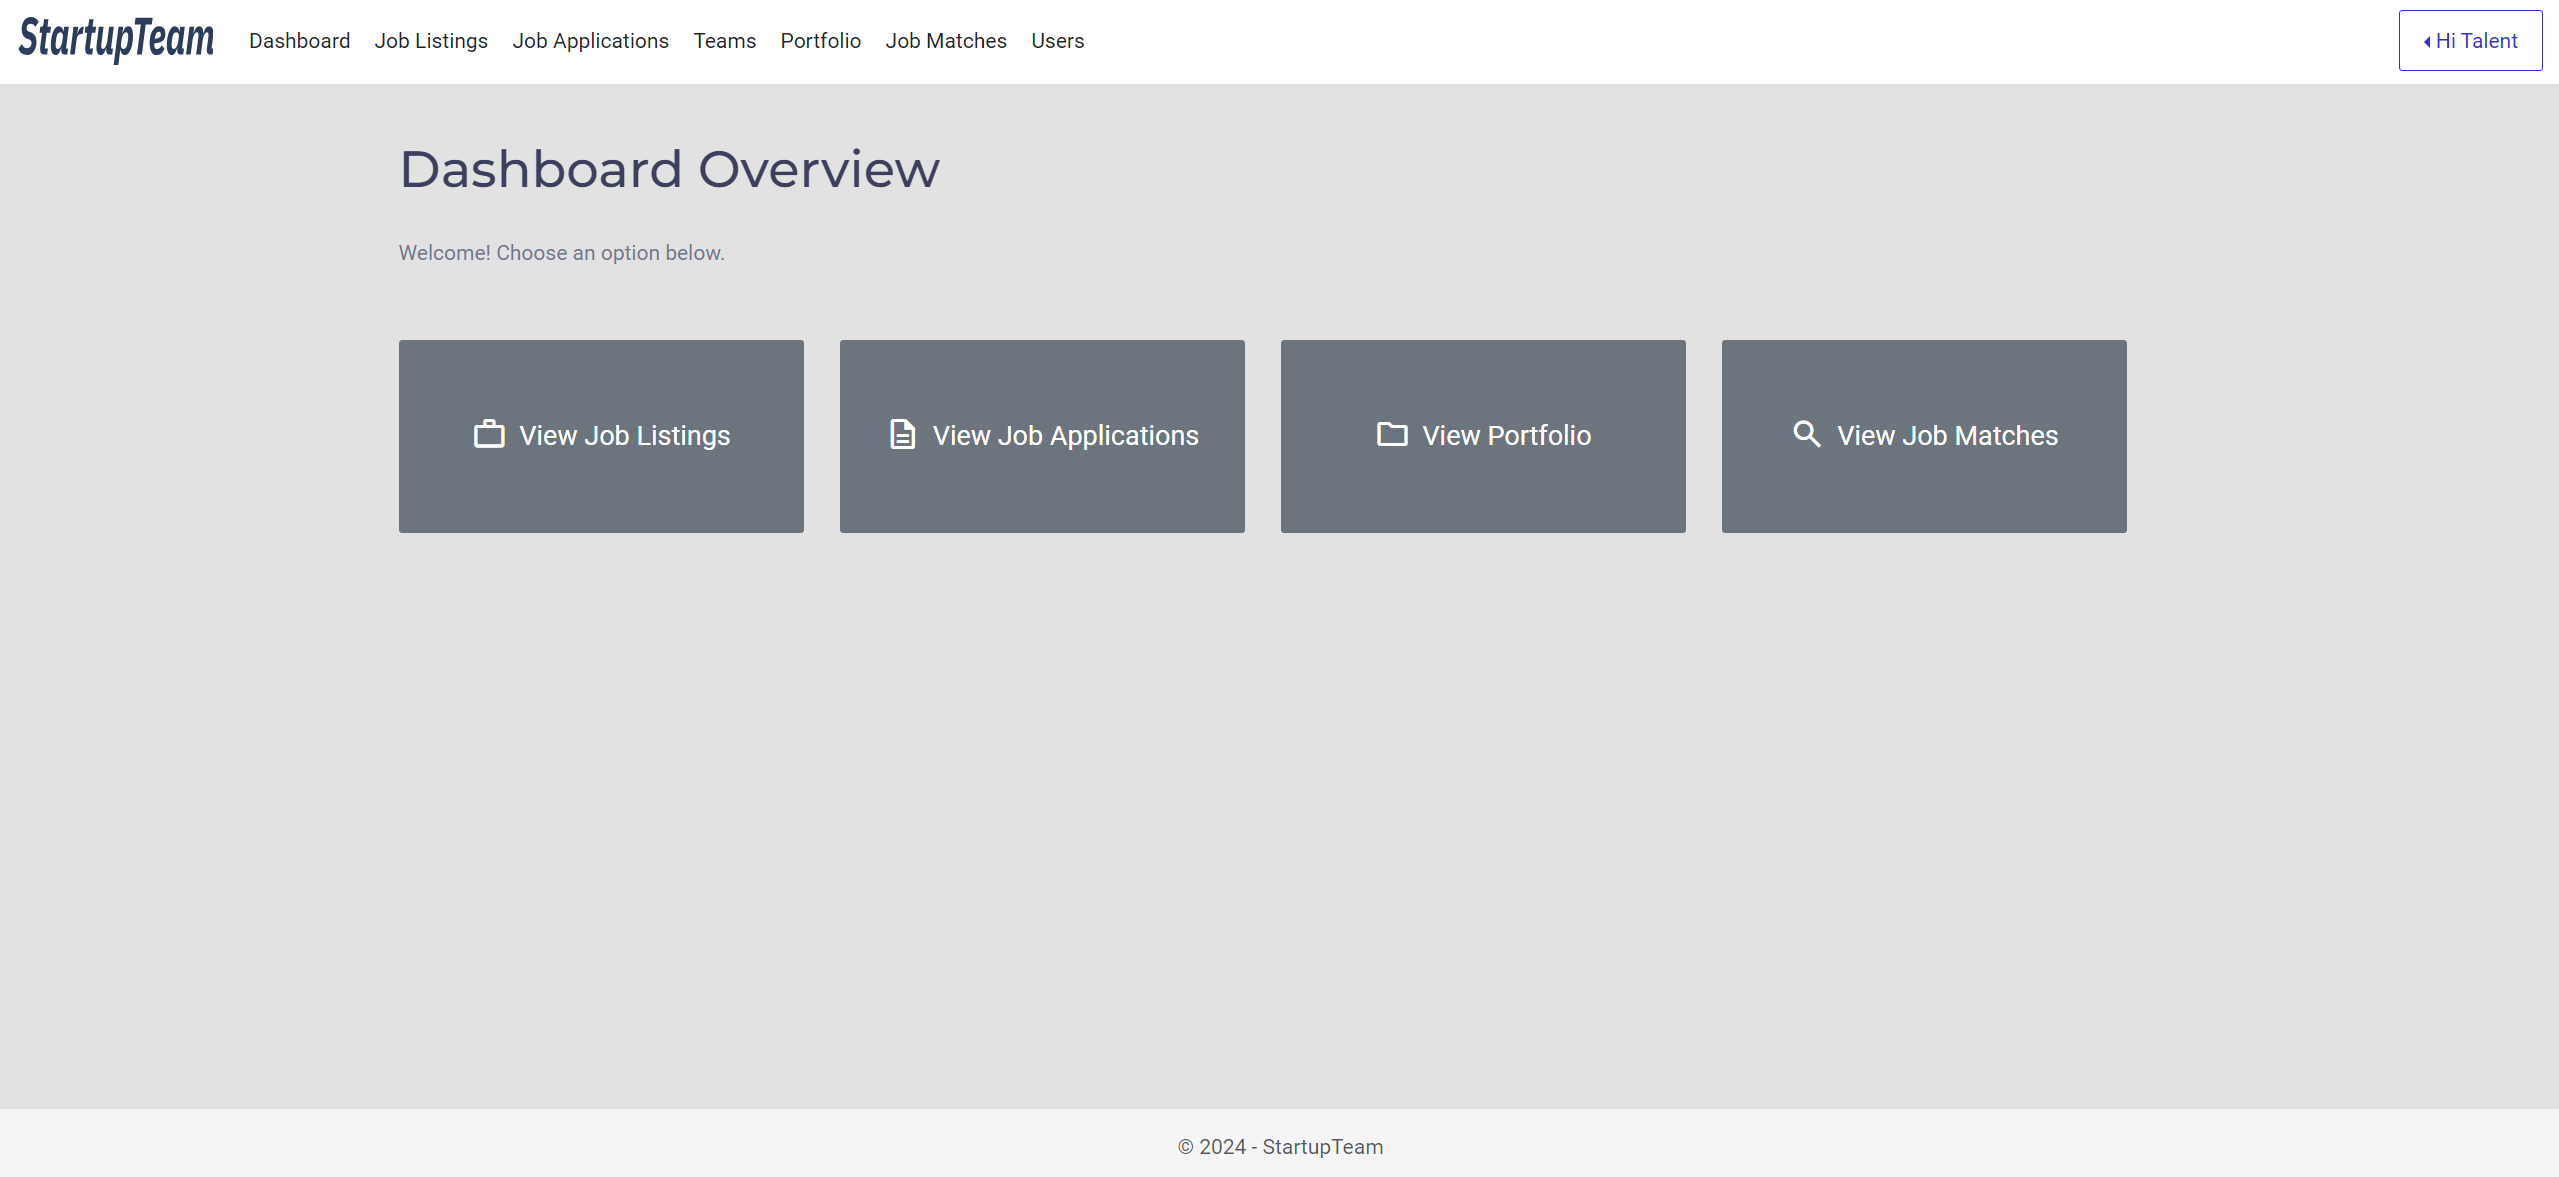 StartupTeam Dashboard Job Listings Job Applications Teams Portfolio Job Matches Users Hi Talent
Dashboard Overview
Welcome! Choose an option below.
View Job Listings View Job Applications View Portfolio View Job Matches
© 2024 - StartupTeam